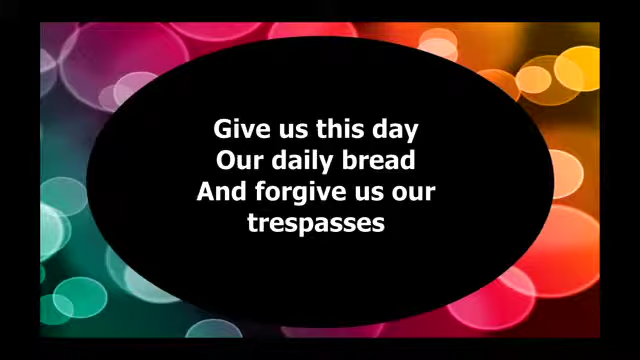 Give us this day
Our daily bread
And forgive us our
trespasses